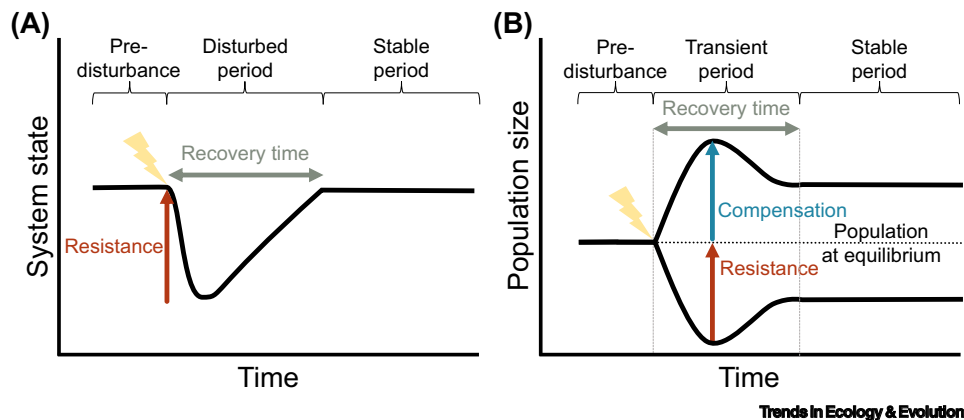 (A)
Pre-
disturbance
Disturbed
period
Stable
period
System state
Recovery time
Resistance
Time
(B)
Pre-
disturbance
Transient
period
Stable
period
Population size
Recovery time
Compensation
Population
at equilibrium
Resistance
Time
Trends in Ecology & Evolution